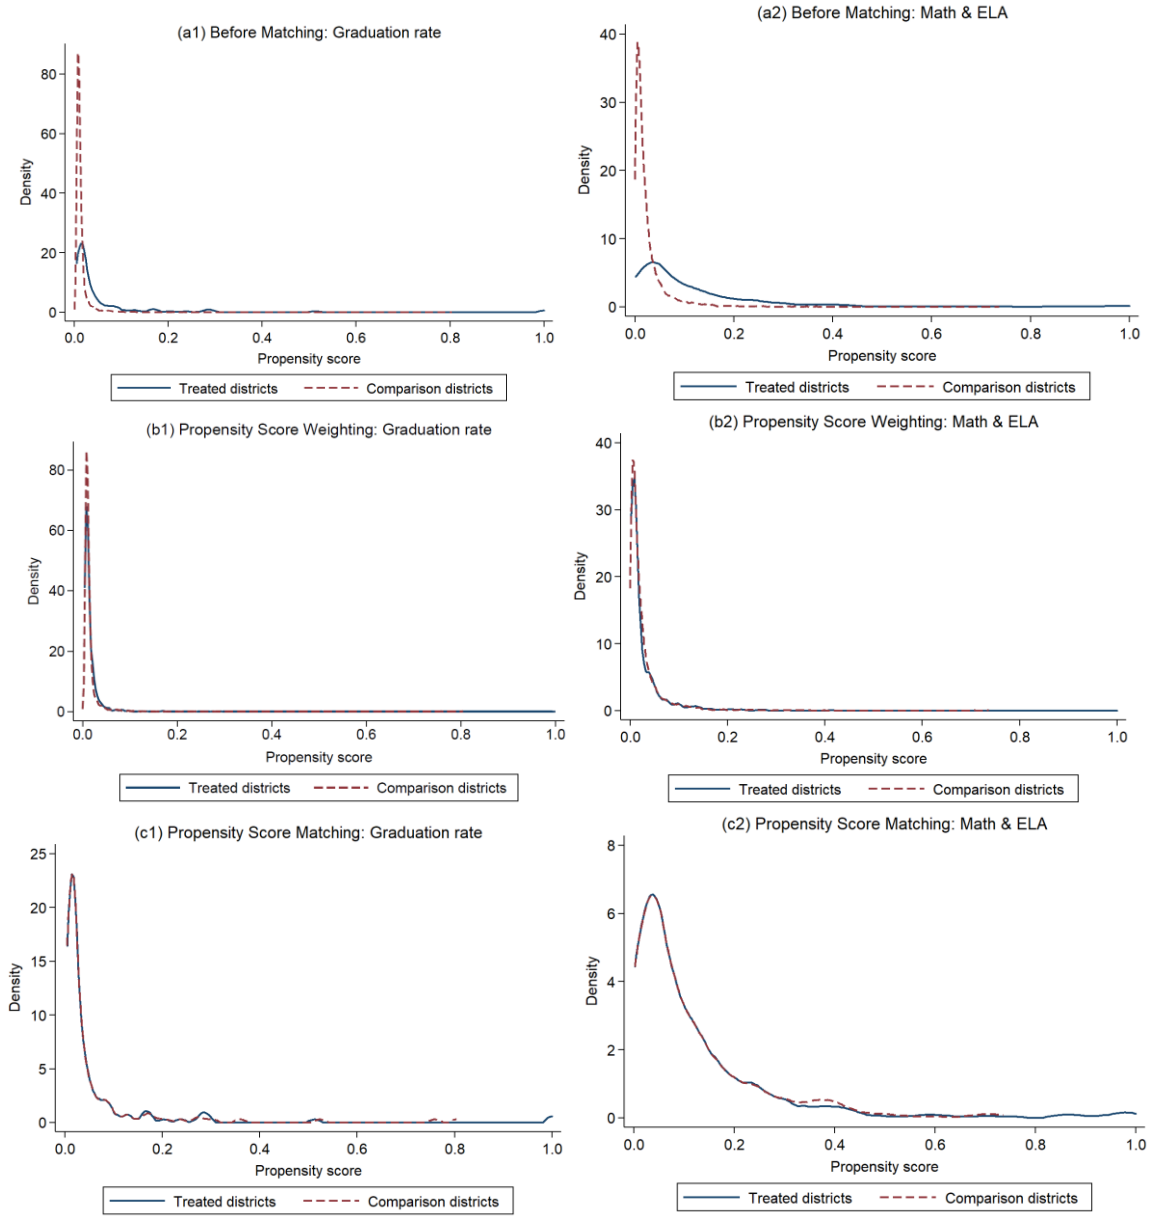 (a1) Before Matching: Graduation rate
Density
80
60
40
20
0
0.0 0.2 0.4 0.6 0.8 1.0
Propensity score
Treated districts Comparison districts
(a2) Before Matching: Math & ELA
Density
40
30
20
10
0
0.0 0.2 0.4 0.6 0.8 1.0
Propensity score
Treated districts Comparison districts
(b1) Propensity Score Weighting: Graduation rate
Density
80
60
40
20
0
0.0 0.2 0.4 0.6 0.8 1.0
Propensity score
Treated districts Comparison districts
(b2) Propensity Score Weighting: Math & ELA
Density
40
30
20
10
0
0.0 0.2 0.4 0.6 0.8 1.0
Propensity score
Treated districts Comparison districts
(c1) Propensity Score Matching: Graduation rate
Density
25
20
15
10
5
0
0.0 0.2 0.4 0.6 0.8 1.0
Propensity score
Treated districts Comparison districts
(c2) Propensity Score Matching: Math & ELA
Density
8
6
4
2
0
0.0 0.2 0.4 0.6 0.8 1.0
Propensity score
Treated districts Comparison districts